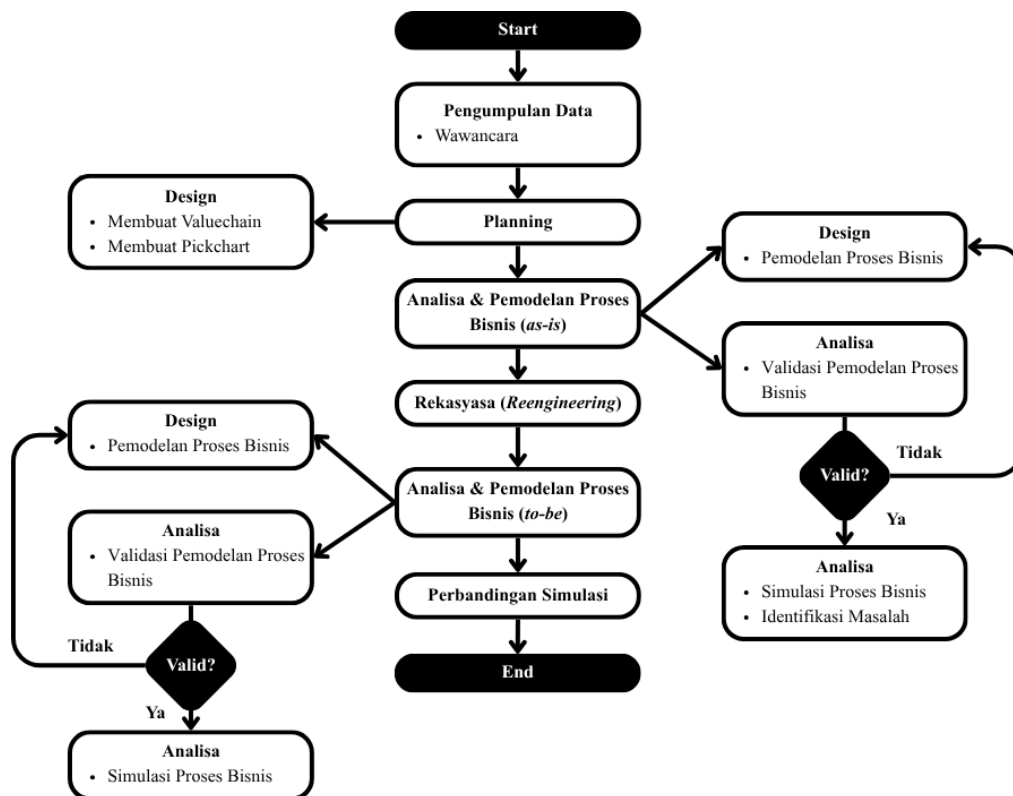 Start
Pengumpulan Data
• Wawancara
Planning
Design
• Membuat Valuechain
• Membuat Pickchart
Analisa & Pemodelan Proses
Bisnis (as-is)
Design
• Pemodelan Proses Bisnis
Analisa
• Validasi Pemodelan Proses
Bisnis
Valid?
Tidak
Ya
Analisa
• Simulasi Proses Bisnis
• Identifikasi Masalah
Rekasyasa (Reengineering)
Analisa & Pemodelan Proses
Bisnis (to-be)
Design
• Pemodelan Proses Bisnis
Analisa
• Validasi Pemodelan Proses
Bisnis
Valid?
Tidak
Ya
Analisa
• Simulasi Proses Bisnis
Perbandingan Simulasi
End